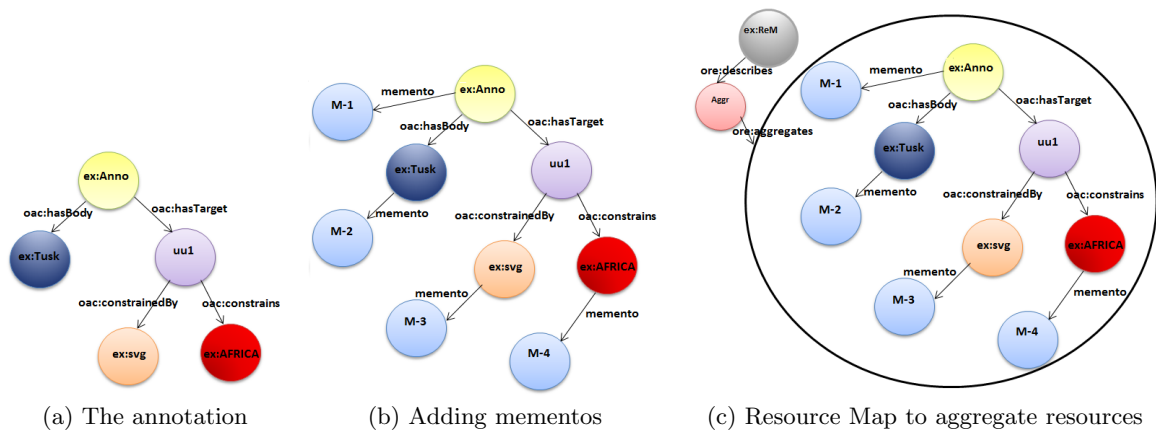 ex:Anno
oac:hasBody
oac:hasTarget
ex:Tusk
uu1
oac:constrainedBy
oac:constrains
ex:svg
ex:AFRICA
(a) The annotation
ex:Anno
memento
M-1
oac:hasBody
oac:hasTarget
ex:Tusk
uu1
memento
M-2
oac:constrainedBy
oac:constrains
ex:svg
ex:AFRICA
memento
memento
M-3
M-4
(b) Adding mementos
ex:ReM
ore:describes
Aggr
ore:aggregates
ex:Anno
memento
M-1
oac:hasBody
oac:hasTarget
ex:Tusk
uu1
memento
M-2
oac:constrainedBy
oac:constrains
ex:svg
ex:AFRICA
memento
memento
M-3
M-4
(c) Resource Map to aggregate resources